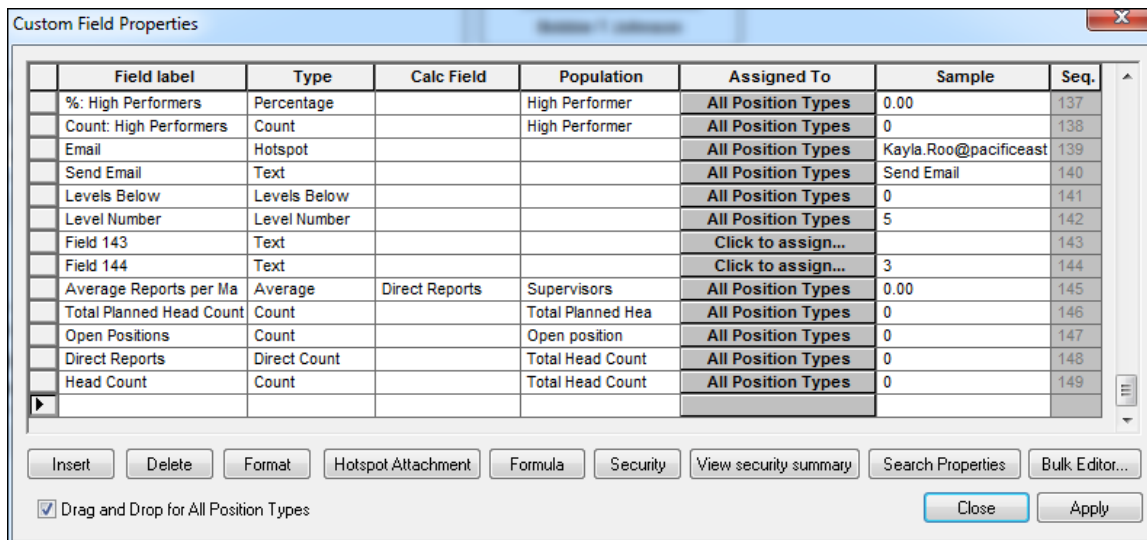 Custom Field Properties
Field label Type Calc Field Population Assigned To Sample Seq.
%: High Performers Percentage High Performer All Position Types 0.00 137
Count: High Performers Count High Performer All Position Types 0 138
Email Hotspot All Position Types Kayla.Roo@pacificeast 139
Send Email Text All Position Types Send Email 140
Levels Below Levels Below All Position Types 0 141
Level Number Level Number All Position Types 5 142
Field 143 Text Click to assign... 143
Field 144 Text Click to assign... 3 144
Average Reports per Ma Average Direct Reports Supervisors All Position Types 0.00 145
Total Planned Head Count Count Total Planned Hea All Position Types 0 146
Open Positions Count Open position All Position Types 0 147
Direct Reports Direct Count Total Head Count All Position Types 0 148
Head Count Count Total Head Count All Position Types 0 149
Insert Delete Format Hotspot Attachment Formula Security View security summary Search Properties Bulk Editor...
Drag and Drop for All Position Types Close Apply